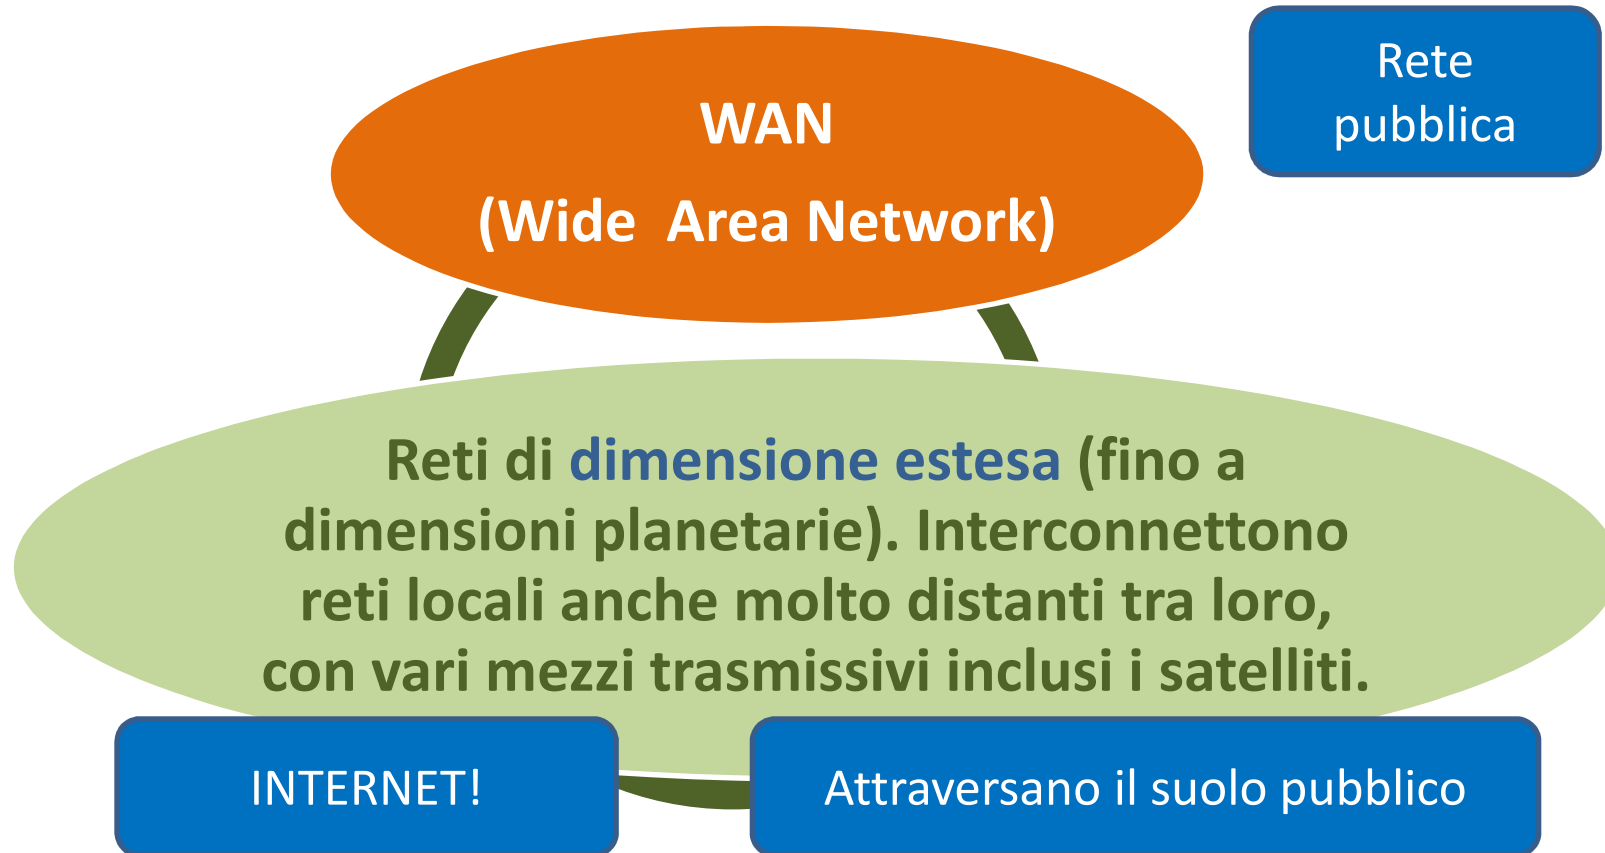 WAN
(Wide  Area Network)
Rete
pubblica
Reti di dimensione estesa (fino a
dimensioni planetarie). Interconnettono
reti locali anche molto distanti tra loro,
con vari mezzi trasmissivi inclusi i satelliti.
INTERNET!
Attraversano il suolo pubblico